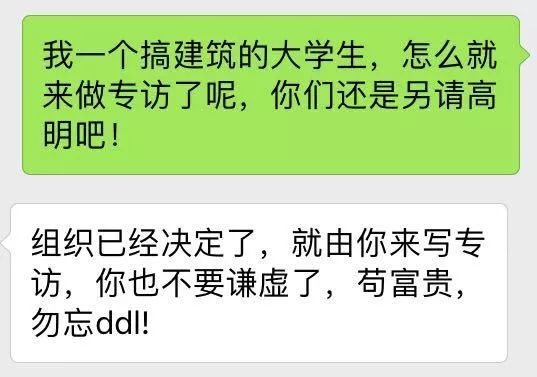 我一个搞建筑的大学生，怎么就
来做专访了呢，你们还是另请高
明吧！
组织已经决定了，就由你来写专
访，你也不要谦虚了，苟富贵，
勿忘ddl!